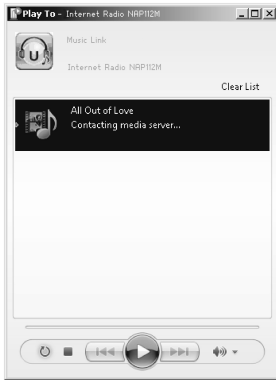 Play To - Internet Radio NAP112M
Music Link
Internet Radio NAP112M
Clear List
All Out of Love
Contacting media server...